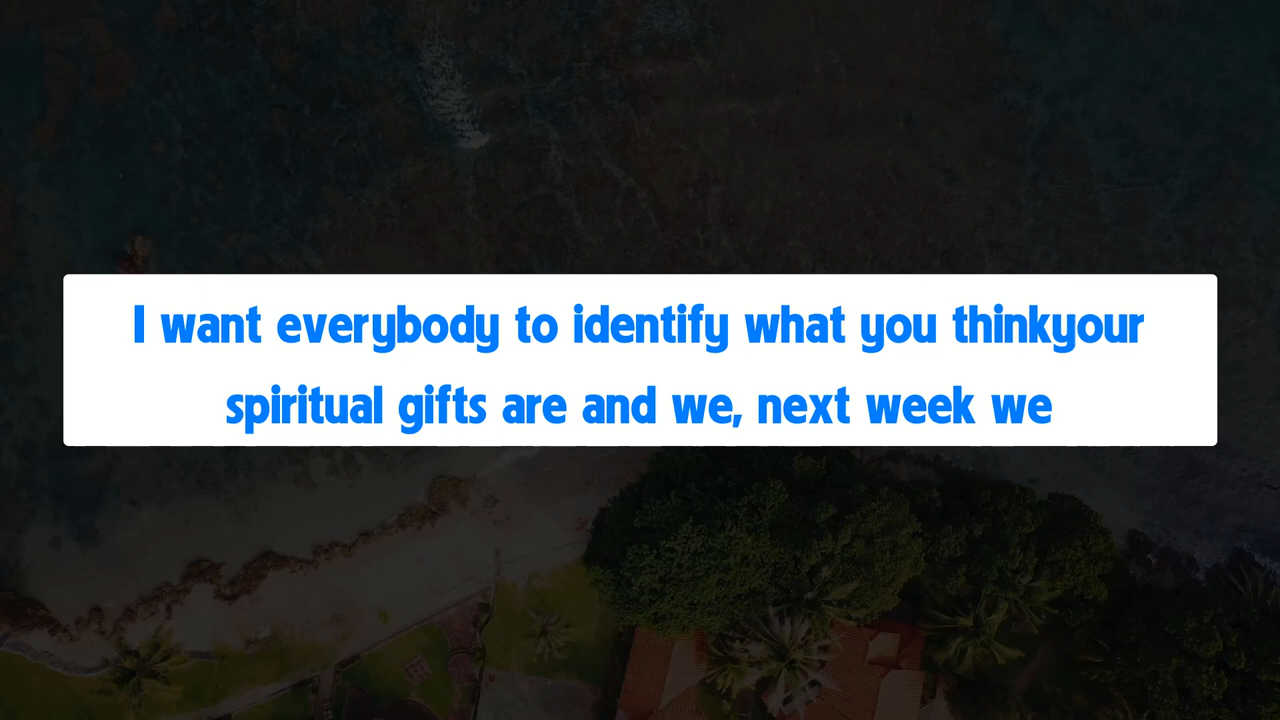 I want everybody to identify what you thinkyour
spiritual gifts are and we, next week we